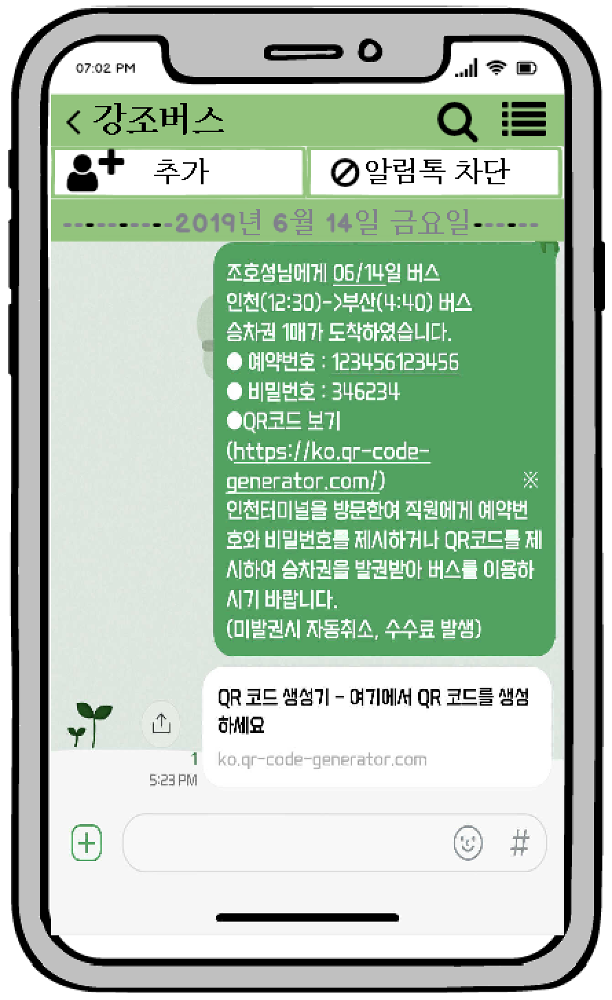 07:02 PM
강조버스
추가
알림톡 차단
2019년 6월 14일 금요일
조호성님에게 06/14일 버스
인천(12:30)->부산(4:40) 버스
승차권 1매가 도착하였습니다.
● 예약번호 : 123456123456
● 비밀번호 : 346234
●QR코드 보기
(https://ko.qr-code-
generator.com/) ※
인천터미널을 방문한여 직원에게 예약번
호와 비밀번호를 제시하거나 QR코드를 제
시하여 승차권을 발권받아 버스를 이용하
시기 바랍니다.
(미발권시 자동취소, 수수료 발생)
QR 코드 생성기 - 여기에서 QR 코드를 생성
하세요
ko.qr-code-generator.com
1
5:23 PM
#